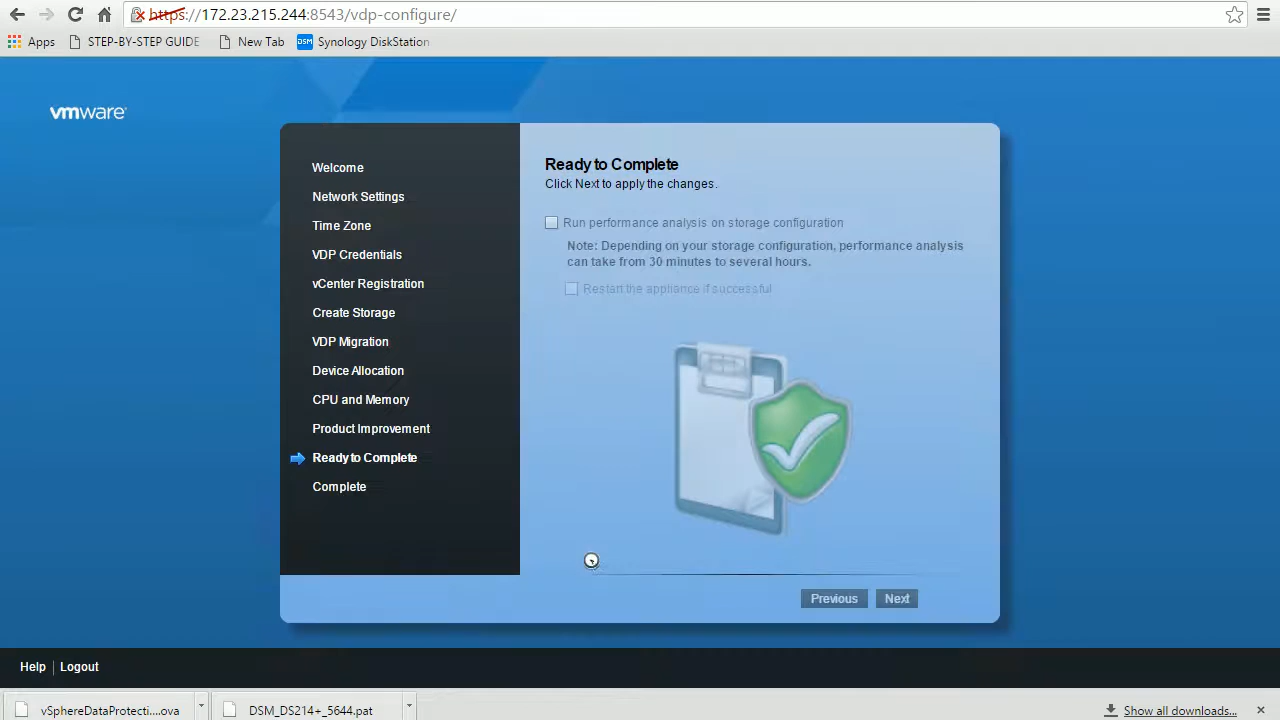 https://172.23.215.244:8543/vdp-configure/
Apps
STEP-BY-STEP GUIDE
New Tab
DSM
Synology DiskStation
vmware
Welcome
Network Settings
Time Zone
VDP Credentials
vCenter Registration
Create Storage
VDP Migration
Device Allocation
CPU and Memory
Product Improvement
Ready to Complete
Complete
Ready to Complete
Click Next to apply the changes.
Run performance analysis on storage configuration
Note: Depending on your storage configuration, performance analysis
can take from 30 minutes to several hours.
Restart the appliance if successful
Previous
Next
Help
Logout
vSphereDataProtecti....ova
DSM_DS214+_5644.pat
Show all downloads...